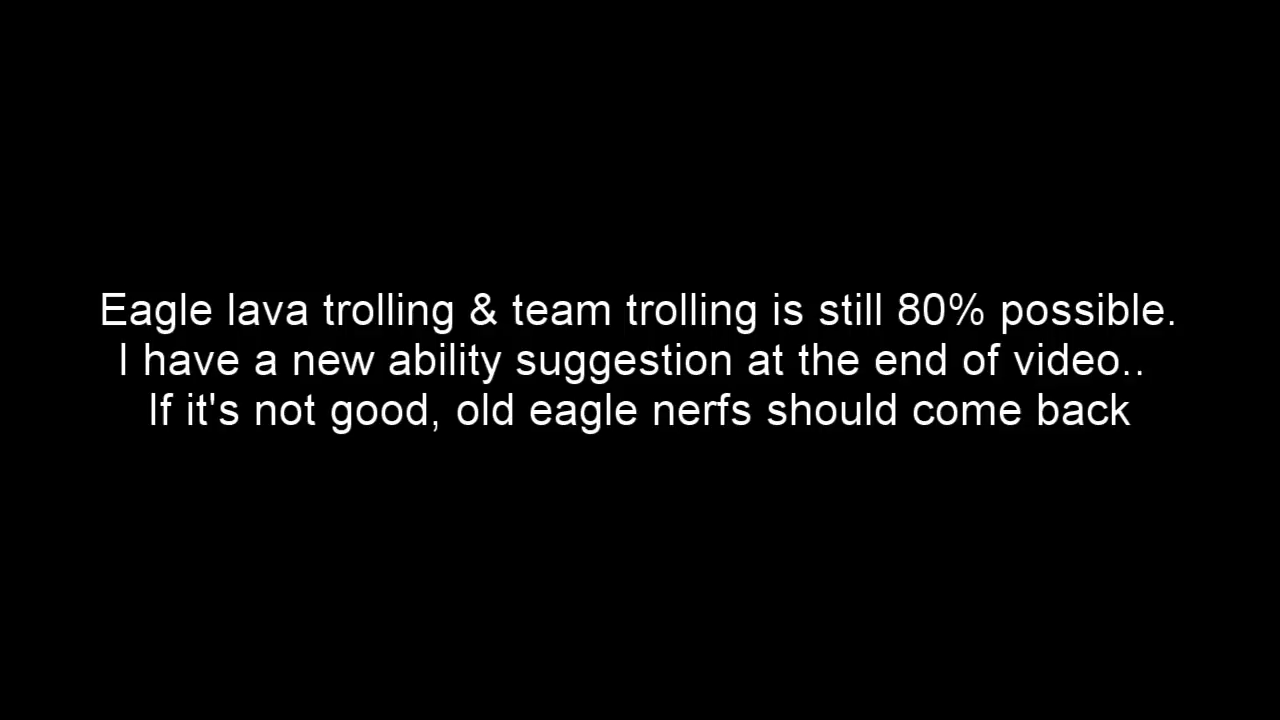 Eagle lava trolling & team trolling is still 80% possible.
I have a new ability suggestion at the end of video..
If it's not good, old eagle nerfs should come back